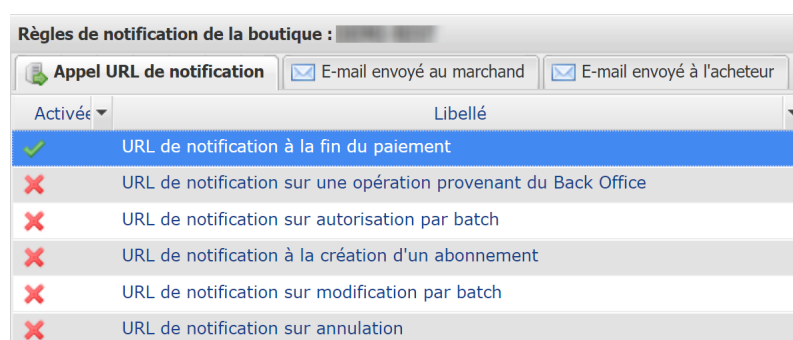 Règles de notification de la boutique :
Appel URL de notification E-mail envoyé au marchand E-mail envoyé à l'acheteur
Activée Libellé
URL de notification à la fin du paiement
URL de notification sur une opération provenant du Back Office
URL de notification sur autorisation par batch
URL de notification à la création d'un abonnement
URL de notification sur modification par batch
URL de notification sur annulation